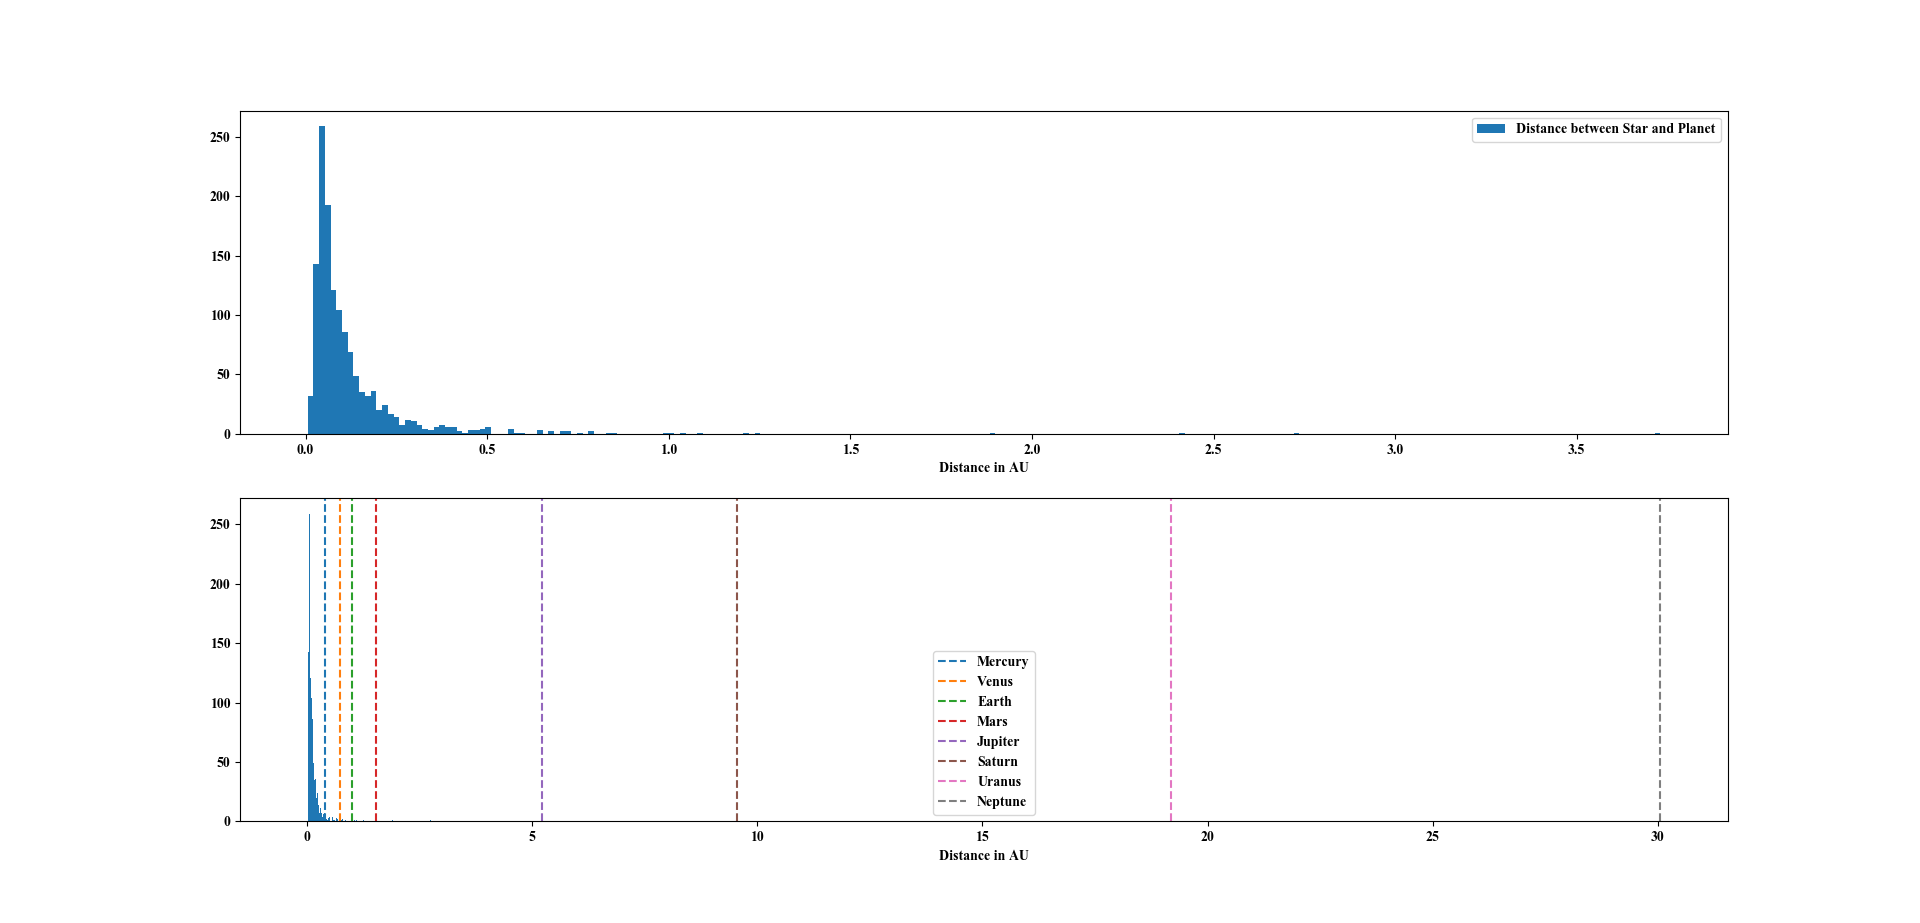 250
200
150
100
50
0
Distance between Star and Planet
0.0 0.5 1.0 1.5 2.0 2.5 3.0 3.5
Distance in AU
250
200
150
100
50
0
Mercury
Venus
Earth
Mars
Jupiter
Saturn
Uranus
Neptune
0 5 10 15 20 25 30
Distance in AU